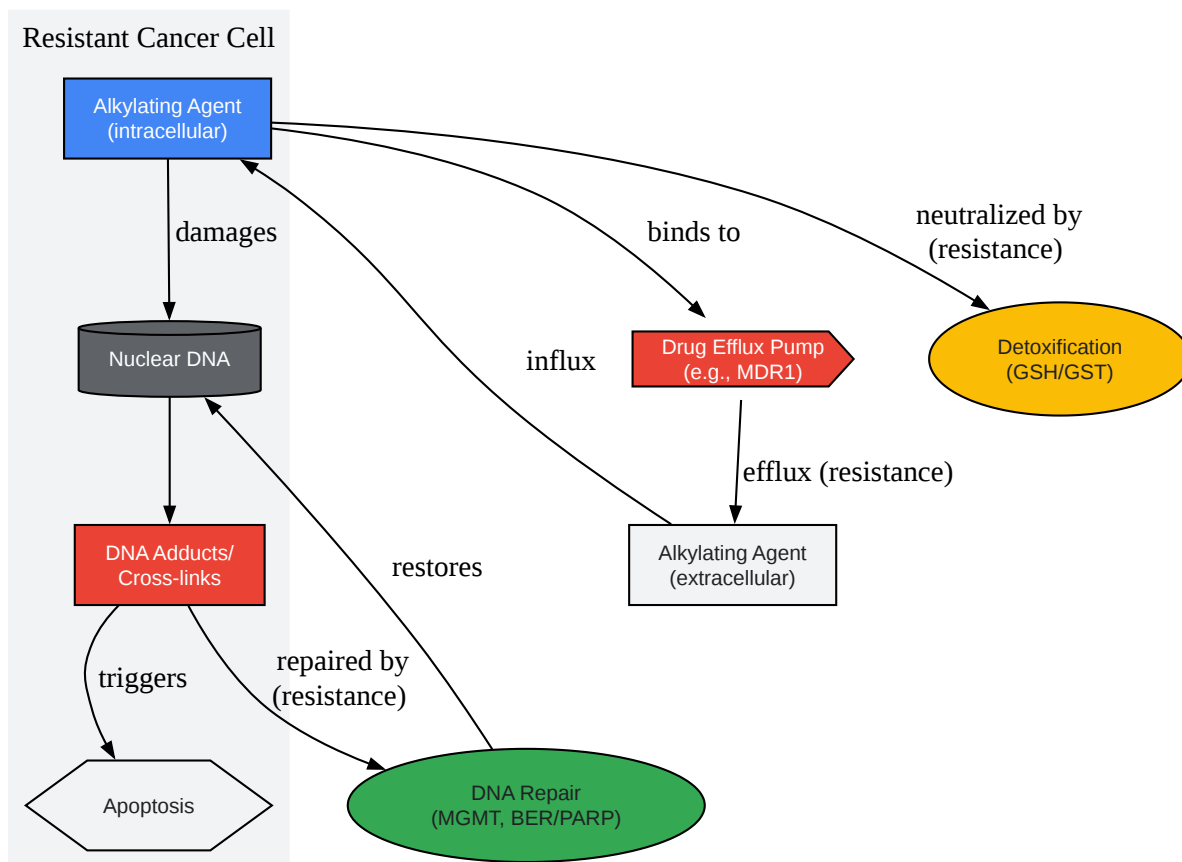 Resistant Cancer Cell
Alkylating Agent
(intracellular)
damages
binds to
neutralized by
(resistance)
Nuclear DNA
influx
Drug Efflux Pump
(e.g., MDR1)
Detoxification
(GSH/GST)
efflux (resistance)
DNA Adducts/
Cross-links
restores
Alkylating Agent
(extracellular)
triggers
repaired by
(resistance)
Apoptosis
DNA Repair
(MGMT, BER/PARP)